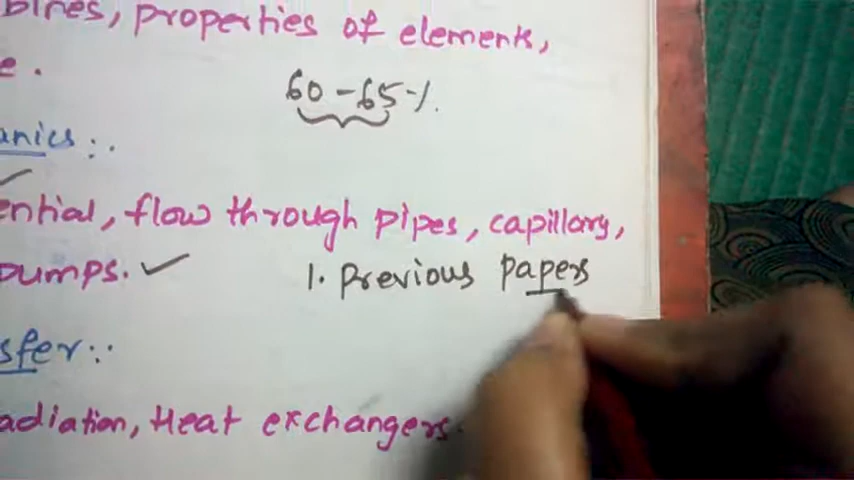 bines, properties of elements,
e.
60-65%.
anics:.
ential, flow through pipes, capillary,
pumps. ✓
1. Previous papers
sfer::
adiation, Heat exchangers.